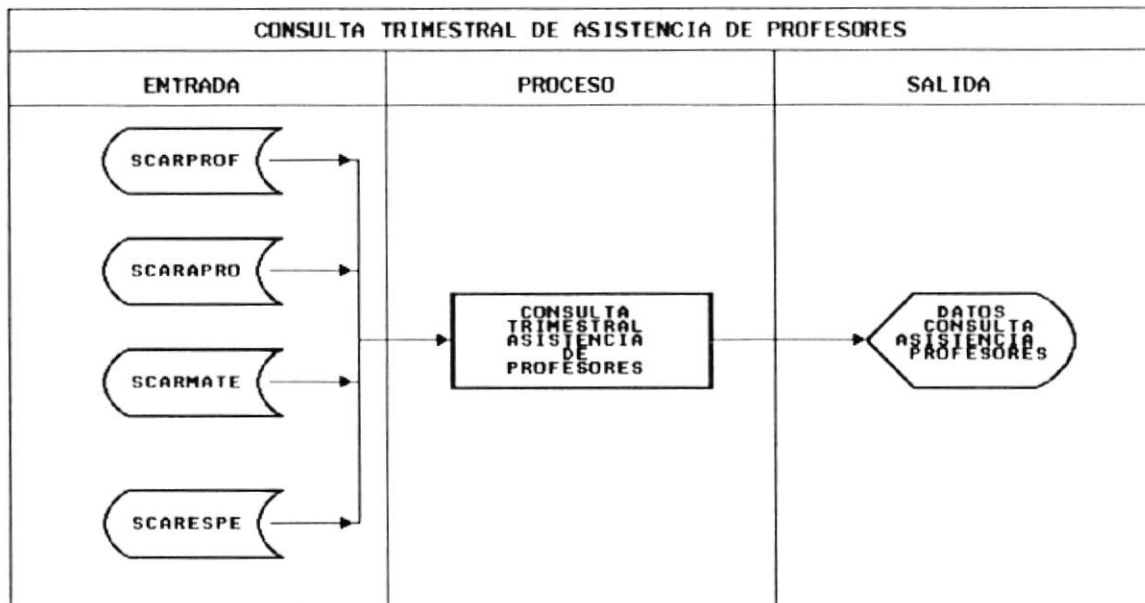 CONSULTA TRIMESTRAL DE ASISTENCIA DE PROFESORES
ENTRADA
PROCESO
SALIDA
SCARPROF
SCARAPRO
SCARMATE
SCARESPE
CONSULTA
TRIMESTRAL
ASISTENCIA
DE
PROFESORES
DATOS
CONSULTA
ASISTENCIA
PROFESORES